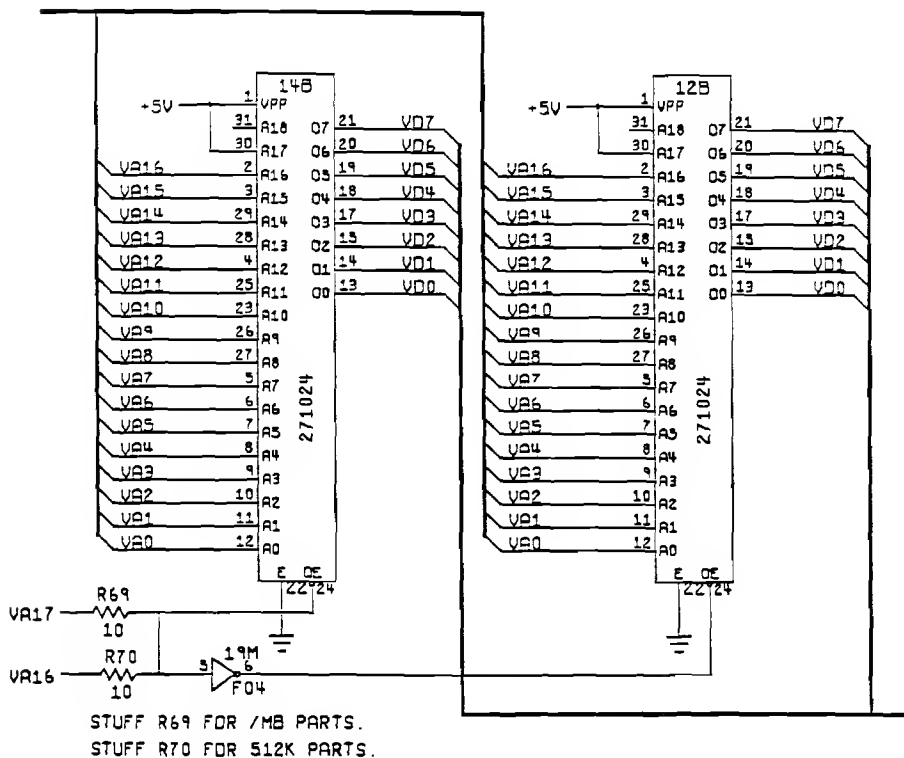 14B
+5V
1 VPP
31 A18
30 A17
VA16 2 A16
VA15 3 A15
VA14 29 A14
VA13 28 A13
VA12 4 A12
VA11 25 A11
VA10 23 A10
VA9 26 A9
VA8 27 A8
VA7 5 A7
VA6 6 A6
VA5 7 A5
VA4 8 A4
VA3 9 A3
VA2 10 A2
VA1 11 A1
VA0 12 A0
O7 21 VD7
O6 20 VD6
O5 19 VD5
O4 18 VD4
O3 17 VD3
O2 15 VD2
O1 14 VD1
O0 13 VD0
271024
E OE
22 24
12B
+5V
1 VPP
31 A18
30 A17
VA16 2 A16
VA15 3 A15
VA14 29 A14
VA13 28 A13
VA12 4 A12
VA11 25 A11
VA10 23 A10
VA9 26 A9
VA8 27 A8
VA7 5 A7
VA6 6 A6
VA5 7 A5
VA4 8 A4
VA3 9 A3
VA2 10 A2
VA1 11 A1
VA0 12 A0
O7 21 VD7
O6 20 VD6
O5 19 VD5
O4 18 VD4
O3 17 VD3
O2 15 VD2
O1 14 VD1
O0 13 VD0
271024
E OE
22 24
VA17 R69
10
VA16 R70
10
5 19M 6
F04
STUFF R69 FOR /MB PARTS.
STUFF R70 FOR 512K PARTS.